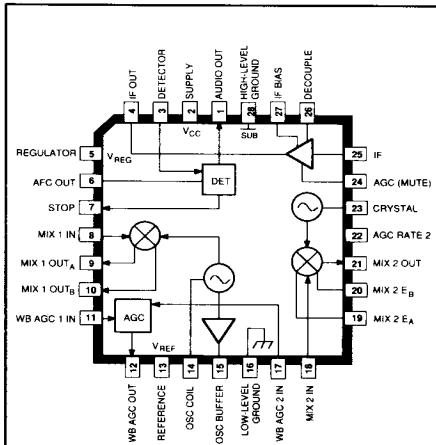 IF OUT
DETECTOR
SUPPLY
AUDIO OUT
HIGH-LEVEL
GROUND
IF BIAS
DECOUPLE
4
3
2
1
28
27
26
VCC
SUB
REGULATOR 5 VREG
25 IF
AFC OUT 6
DET
24 AGC (MUTE)
STOP 7
23 CRYSTAL
MIX 1 IN 8
22 AGC RATE 2
MIX 1 OUTA 9
21 MIX 2 OUT
MIX 1 OUTB 10
20 MIX 2 EB
WB AGC 1 IN 11
AGC
19 MIX 2 EA
VREF
12
13
14
15
16
17
18
WB AGC OUT
REFERENCE
OSC COIL
OSC BUFFER
LOW-LEVEL
GROUND
WB AGC 2 IN
MIX 2 IN